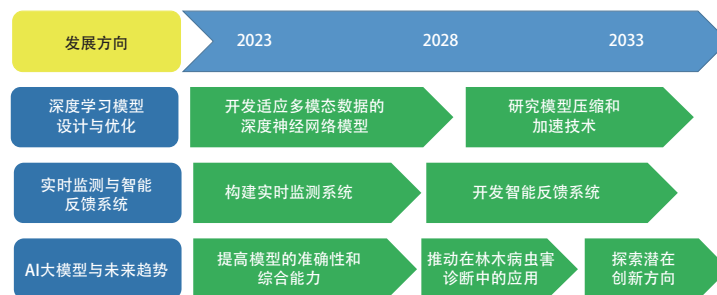 发展方向
2023
2028
2033
深度学习模型
设计与优化
开发适应多模态数据的
深度神经网络模型
研究模型压缩和
加速技术
实时监测与智能
反馈系统
构建实时监测系统
开发智能反馈系统
AI大模型与未来趋势
提高模型的准确性和
综合能力
推动在林木病虫害
诊断中的应用
探索潜在
创新方向